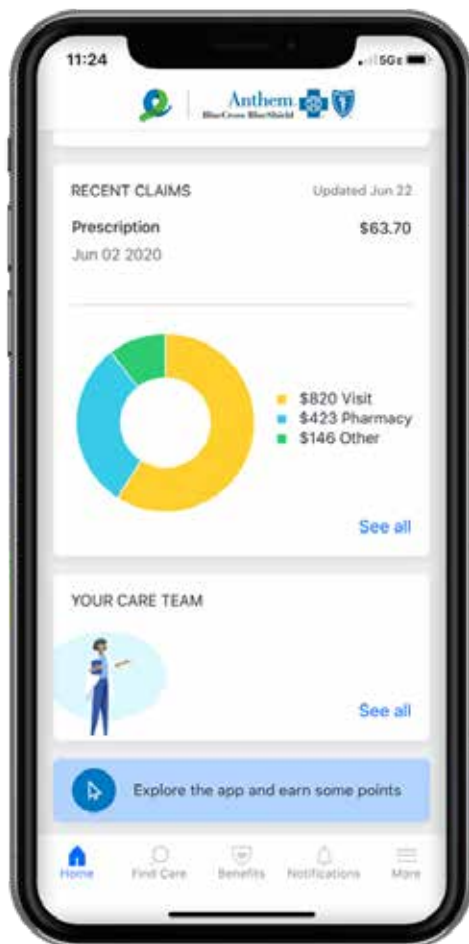 11:24
5GE
Anthem
BlueCross BlueShield
RECENT CLAIMS Updated Jun 22
Prescription $63.70
Jun 02 2020
$820 Visit
$423 Pharmacy
$146 Other
See all
YOUR CARE TEAM
See all
Explore the app and earn some points
Home Find Care Benefits Notifications More